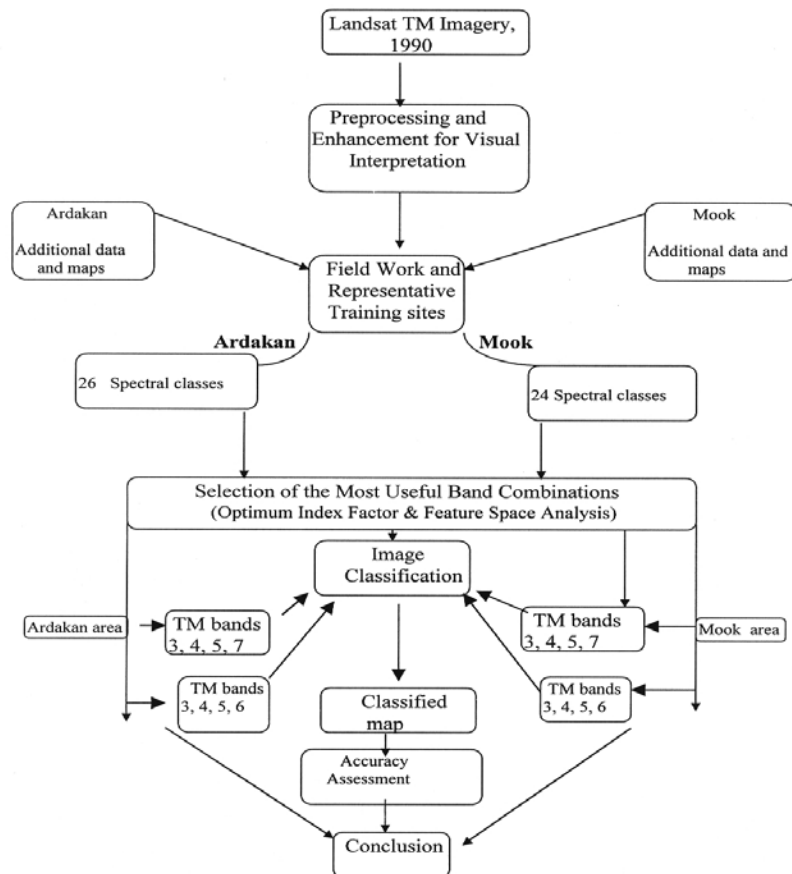 Landsat TM Imagery,
1990
Preprocessing and
Enhancement for Visual
Interpretation
Ardakan
Additional data
and maps
Mook
Additional data and
maps
Field Work and
Representative
Training sites
Ardakan
Mook
26 Spectral classes
24 Spectral classes
Selection of the Most Useful Band Combinations
(Optimum Index Factor & Feature Space Analysis)
Image
Classification
Ardakan area
TM bands
3, 4, 5, 7
TM bands
3, 4, 5, 7
Mook area
TM bands
3, 4, 5, 6
Classified
map
TM bands
3, 4, 5, 6
Accuracy
Assessment
Conclusion